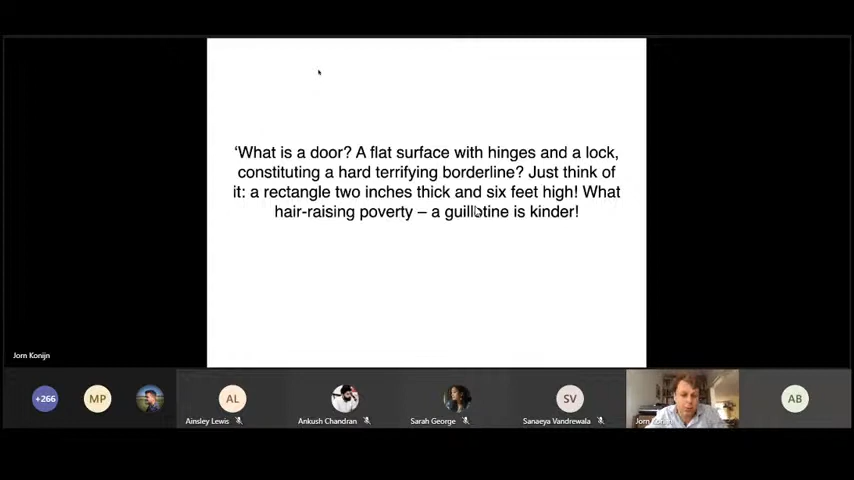 ‘What is a door? A flat surface with hinges and a lock,
constituting a hard terrifying borderline? Just think of
it: a rectangle two inches thick and six feet high! What
hair-raising poverty – a guillotine is kinder!
Jorn Konijn
+266
MP
AL
SV
AB
Ainsley Lewis
Ankush Chandran
Sarah George
Sanaeya Vandrewala
Jorn Konijn